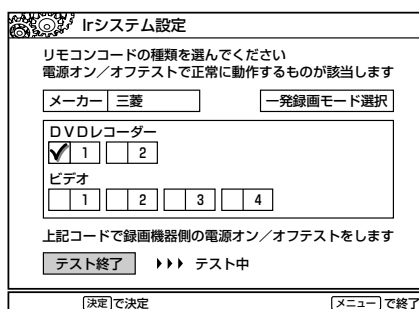 Irシステム設定
リモコンコードの種類を選んでください
電源オン／オフテストで正常に動作するものが該当します
メーカー 三菱 一発録画モード選択
ＤＶＤレコーダー
1 2
ビデオ
1 2 3 4
上記コードで録画機器側の電源オン／オフテストをします
テスト終了 テスト中
決定で決定 メニューで終了